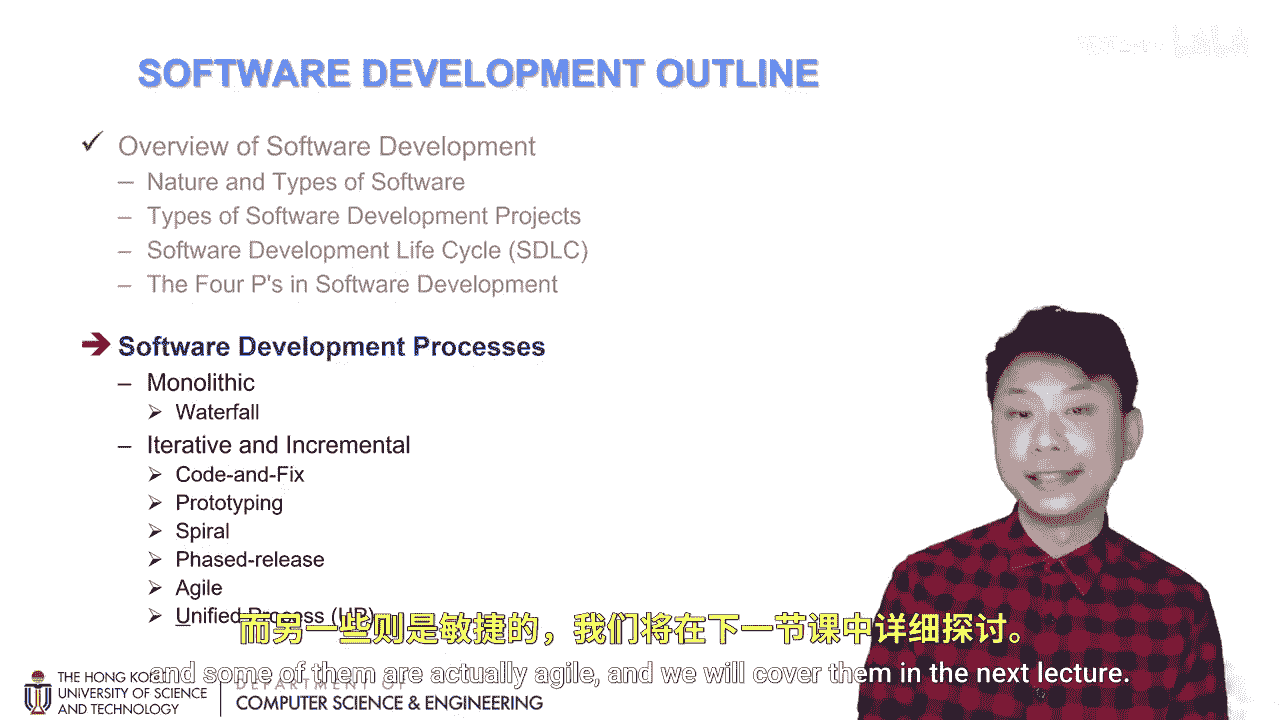 SOFTWARE DEVELOPMENT OUTLINE
✓ Overview of Software Development
– Nature and Types of Software
– Types of Software Development Projects
– Software Development Life Cycle (SDLC)
– The Four P's in Software Development
➔ Software Development Processes
– Monolithic
➢ Waterfall
– Iterative and Incremental
➢ Code-and-Fix
➢ Prototyping
➢ Spiral
➢ Phased-release
➢ Agile
➢ Unified Process (UP)
而另一些则是敏捷的，我们将在下一节课中详细探讨。
and some of them are actually agile, and we will cover them in the next lecture.
THE HONG KONG
UNIVERSITY OF SCIENCE
AND TECHNOLOGY
DEPARTMENT OF
COMPUTER SCIENCE & ENGINEERING